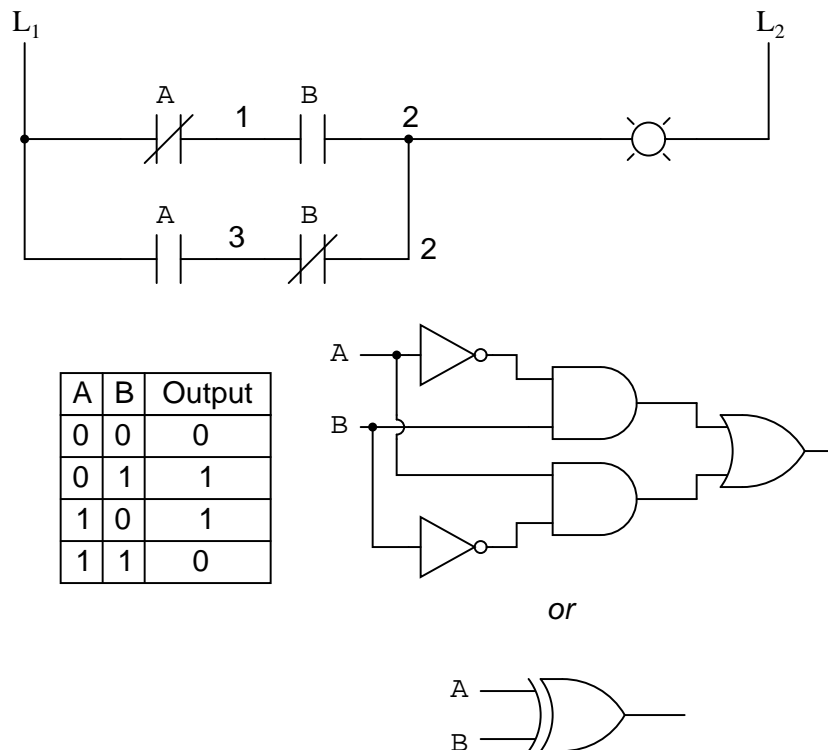 L1 L2
A 1 B 2
A 3 B 2
A B Output
0 0 0
0 1 1
1 0 1
1 1 0
A
B
or
A
B